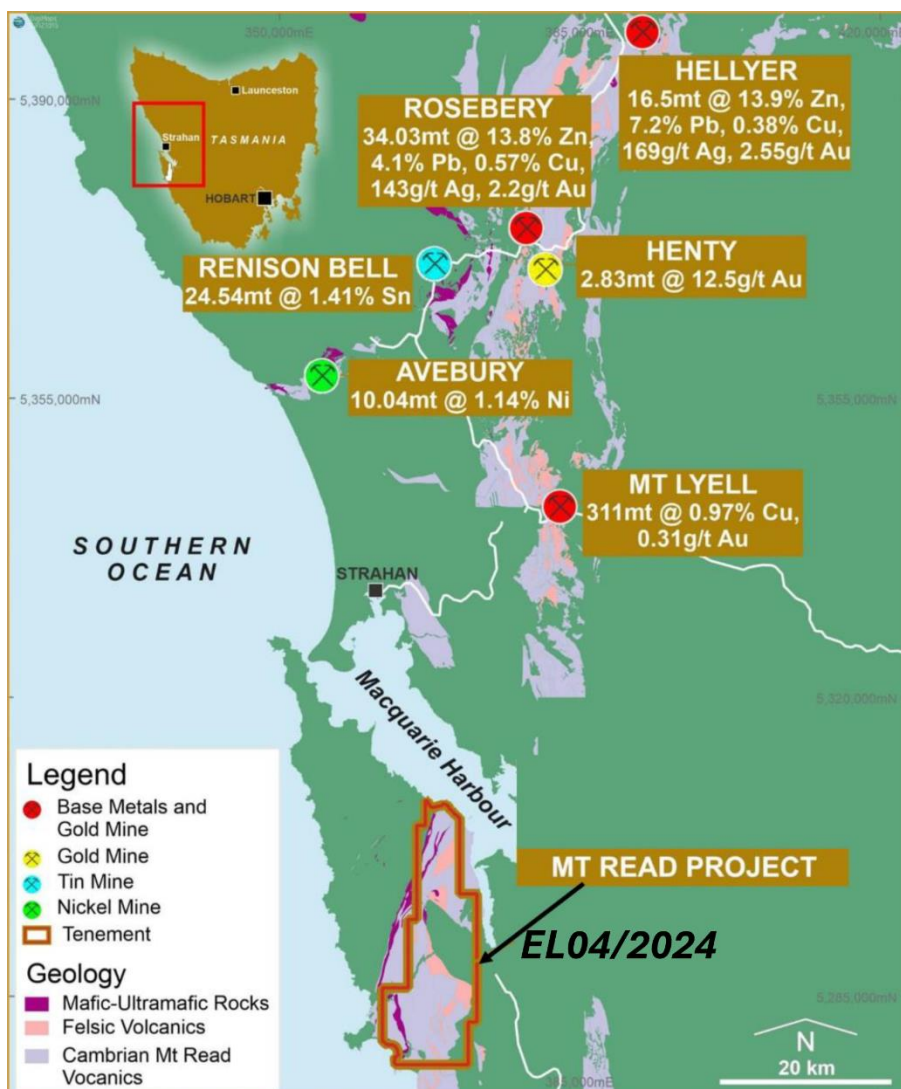 350,000mE
385,000mE
420,000mE
5,390,000mN
Launceston
Strahan
TASMANIA
HOBART
HELLYER
16.5mt @ 13.9% Zn,
7.2% Pb, 0.38% Cu,
169g/t Ag, 2.55g/t Au
ROSEBERY
34.03mt @ 13.8% Zn,
4.1% Pb, 0.57% Cu,
143g/t Ag, 2.2g/t Au
RENISON BELL
24.54mt @ 1.41% Sn
HENTY
2.83mt @ 12.5g/t Au
AVEBURY
10.04mt @ 1.14% Ni
5,355,000mN
5,355,000mN
MT LYELL
311mt @ 0.97% Cu,
0.31g/t Au
SOUTHERN
OCEAN
STRAHAN
Macquarie Harbour
5,320,000mN
Legend
Base Metals and
Gold Mine
Gold Mine
Tin Mine
Nickel Mine
Tenement
Geology
Mafic-Ultramafic Rocks
Felsic Volcanics
Cambrian Mt Read
Vocanics
MT READ PROJECT
EL04/2024
5,285,000mN
385,000mE
N
20 km